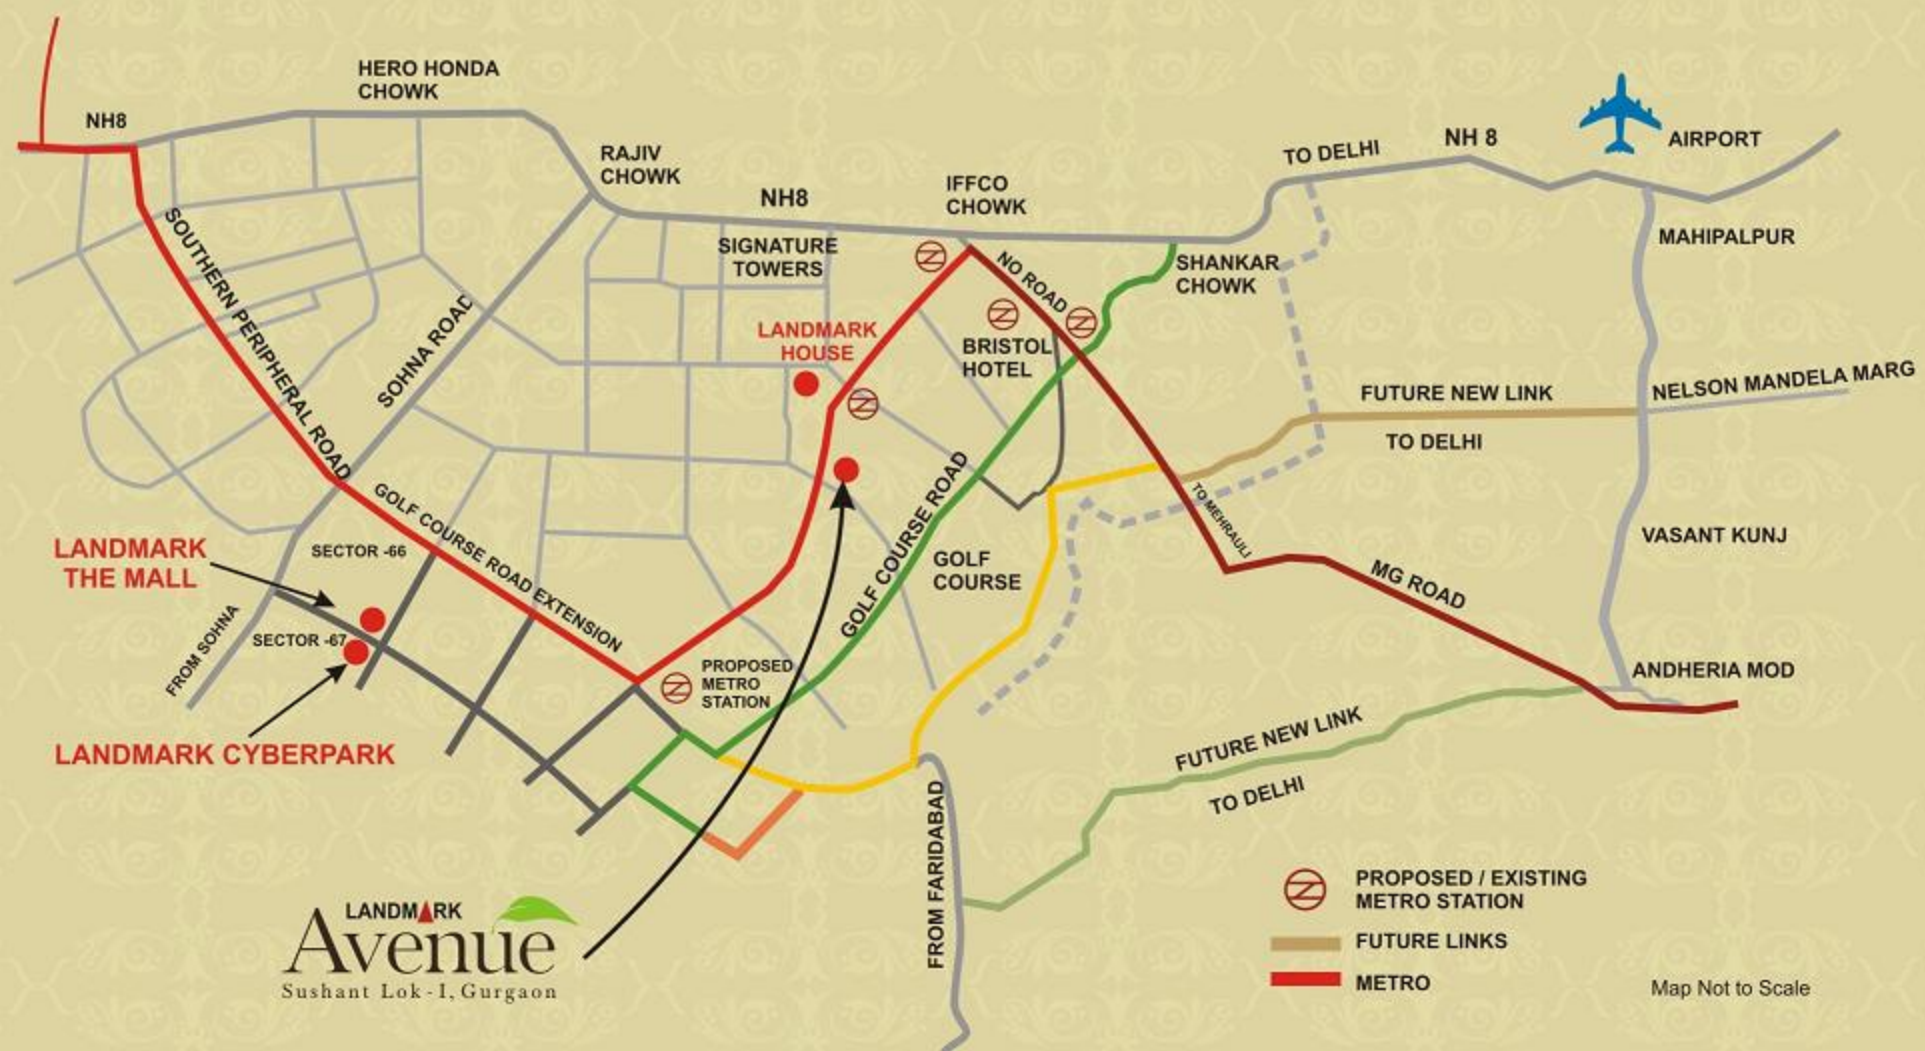 HERO HONDA
CHOWK
NH8
RAJIV
CHOWK
NH8
IFFCO
CHOWK
TO DELHI
NH 8
AIRPORT
SOUTHERN PERIPHERAL ROAD
SIGNATURE
TOWERS
NO ROAD
SHANKAR
CHOWK
MAHIPALPUR
SOHNA ROAD
LANDMARK
HOUSE
BRISTOL
HOTEL
FUTURE NEW LINK
TO DELHI
NELSON MANDELA MARG
GOLF COURSE ROAD EXTENSION
GOLF COURSE ROAD
TO MEHRAULI
LANDMARK
THE MALL
SECTOR -66
GOLF
COURSE
VASANT KUNJ
MG ROAD
FROM SOHNA
SECTOR -67
PROPOSED
METRO
STATION
ANDHERIA MOD
LANDMARK CYBERPARK
FUTURE NEW LINK
TO DELHI
FROM FARIDABAD
LANDMARK
Avenue
Sushant Lok-1, Gurgaon
PROPOSED / EXISTING
METRO STATION
FUTURE LINKS
METRO
Map Not to Scale